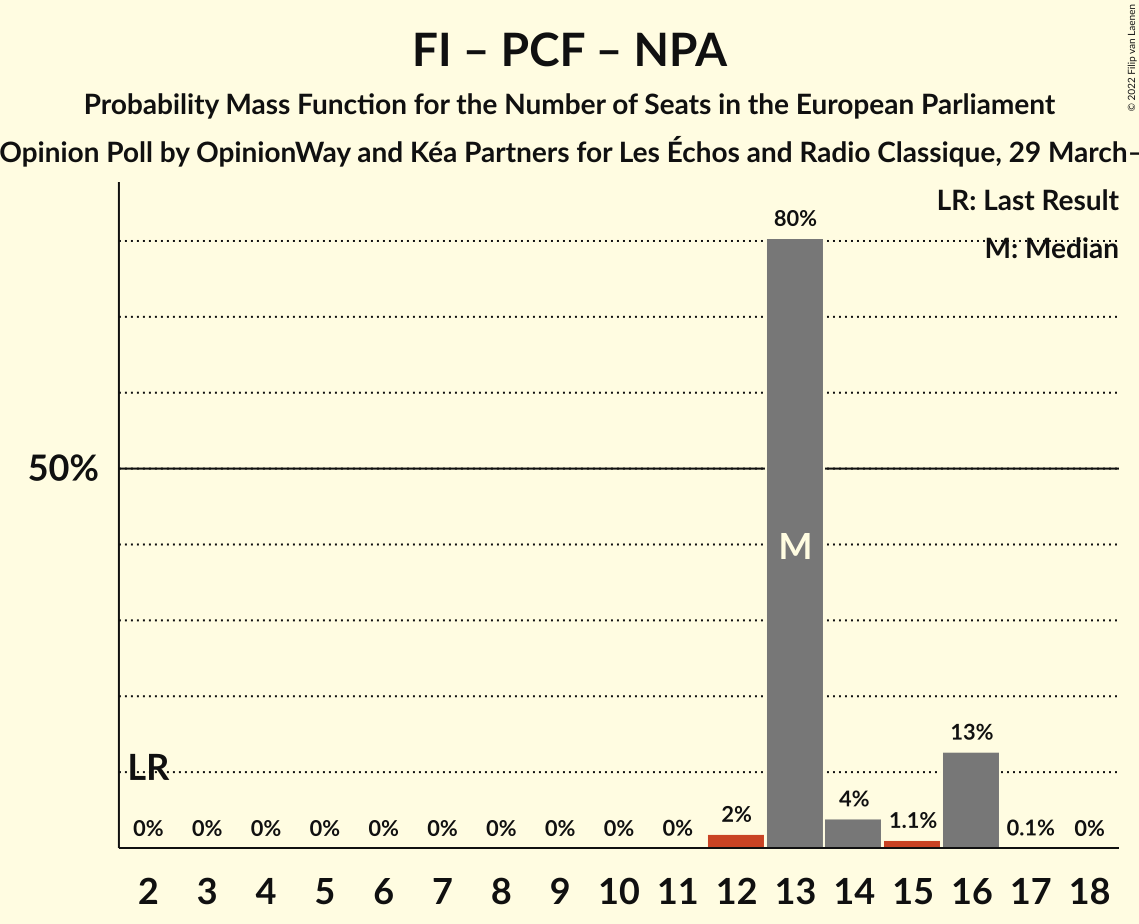 FI – PCF – NPA
Probability Mass Function for the Number of Seats in the European Parliament
Opinion Poll by OpinionWay and Kéa Partners for Les Échos and Radio Classique, 29 March–
© 2022 Filip van Laenen
LR: Last Result
M: Median
80%
50%
M
LR
13%
4%
2%
1.1%
0% 0% 0% 0% 0% 0% 0% 0% 0% 0% 0.1% 0%
2 3 4 5 6 7 8 9 10 11 12 13 14 15 16 17 18